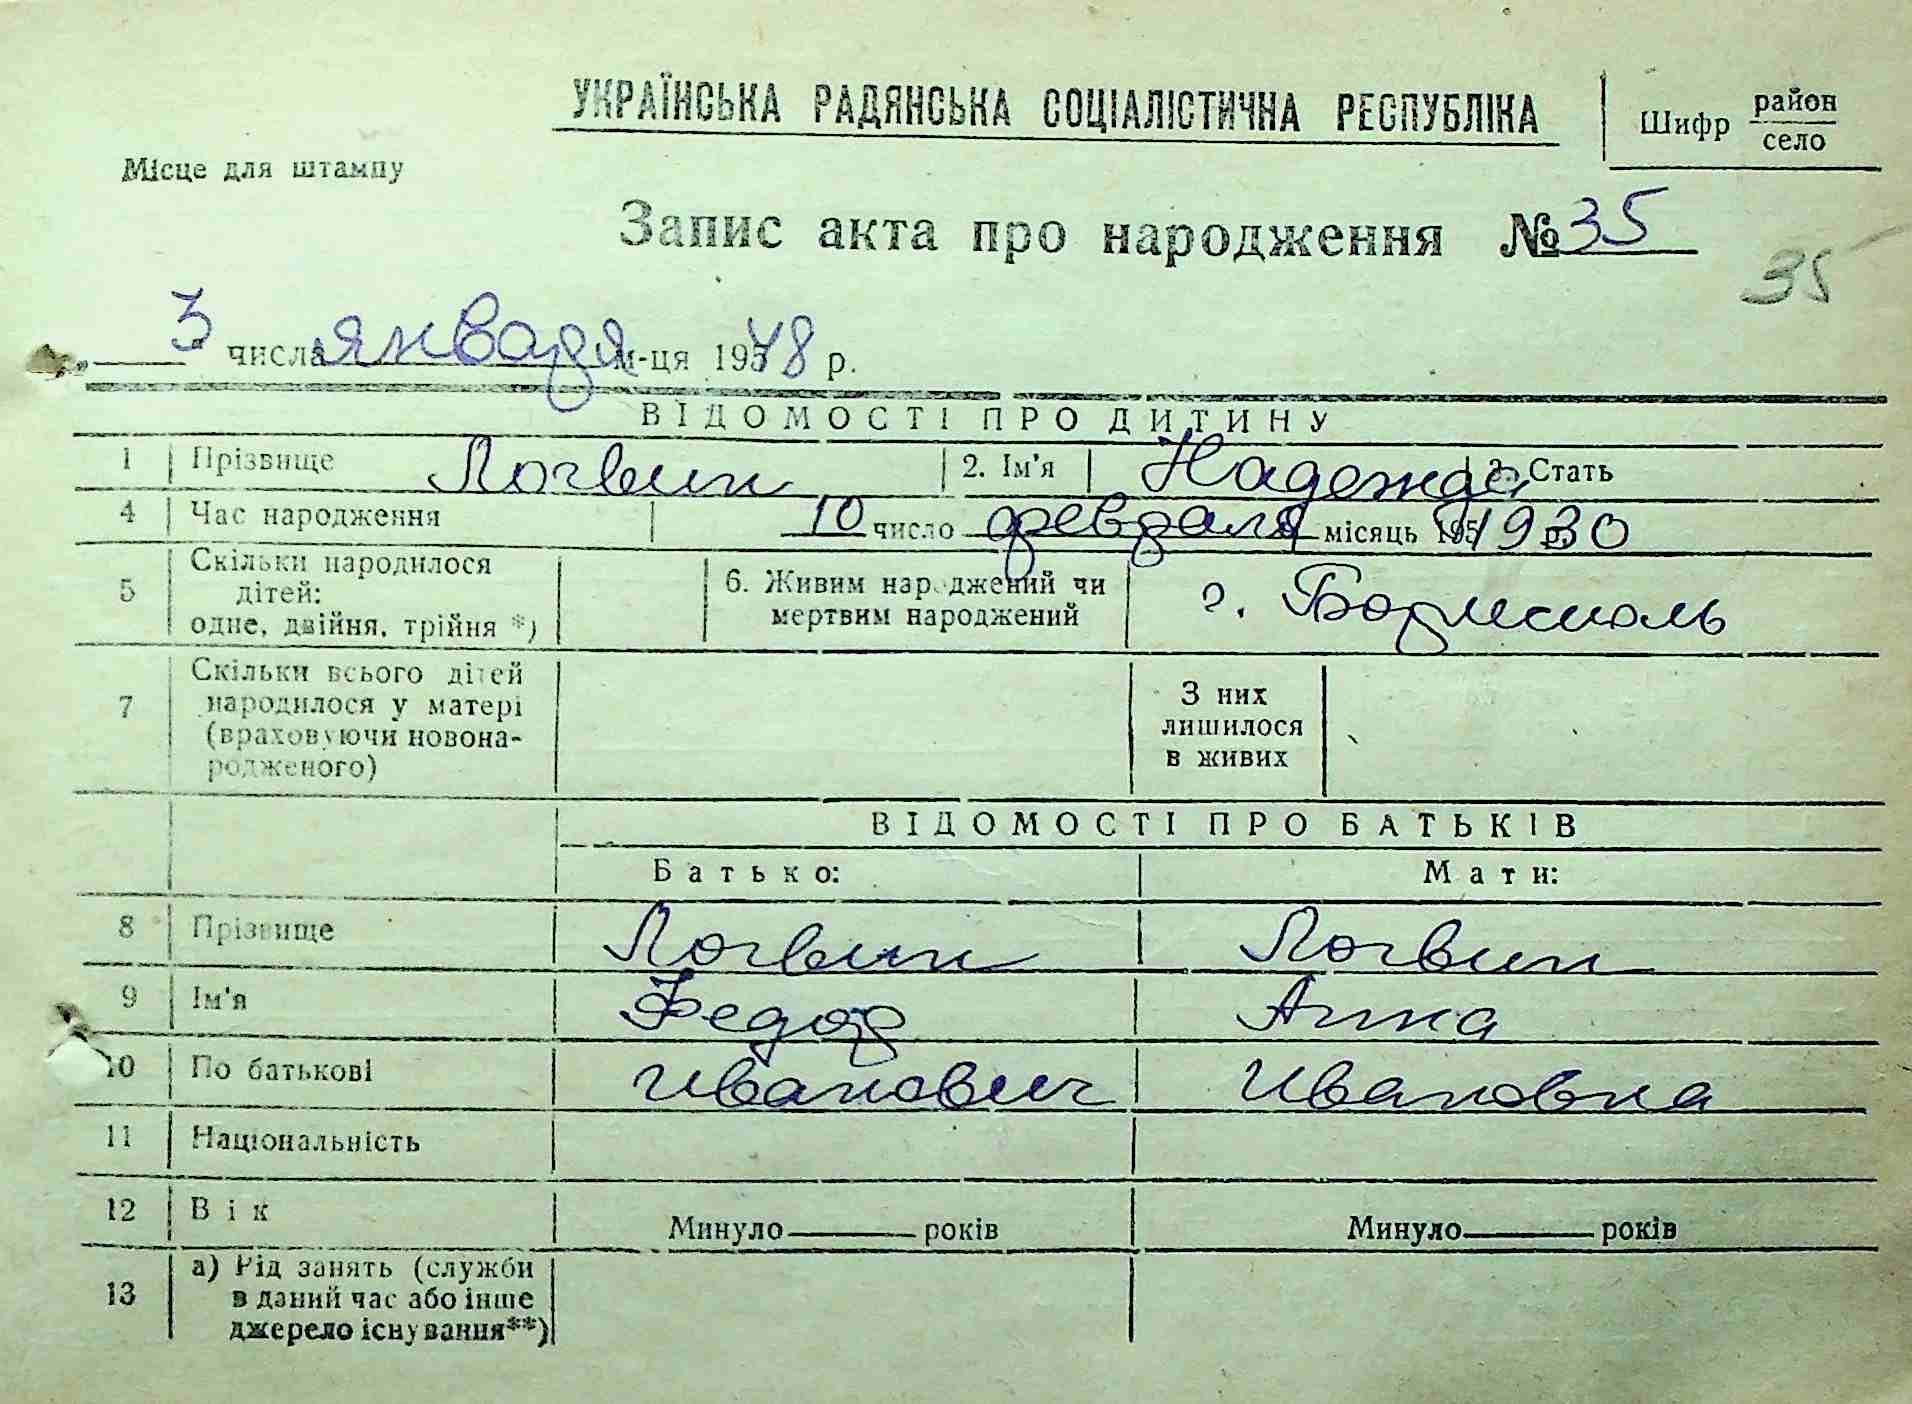 УКРАЇНСЬКА РАДЯНСЬКА СОЦІАЛІСТИЧНА РЕСПУБЛІКА
Шифр район
село
Місце для штампу
Запис акта про народження № 35
35
„ 3 " числа января м-ця 1948 р.
ВІДОМОСТІ ПРО ДИТИНУ
1 Прізвище Логвин 2. Ім'я Надежда 3. Стать
4 Час народження 10 число февраля місяць 195 1930
5 Скільки народилося дітей: одне, двійня, трійня *) 6. Живим народжений чи мертвим народжений г. Борисполь
7 Скільки всього дітей народилося у матері (враховуючи новонародженого) З них лишилося в живих
ВІДОМОСТІ ПРО БАТЬКІВ
Батько: Мати:
8 Прізвище Логвин Логвин
9 Ім'я Федор Анна
10 По батькові Иванович Ивановна
11 Національність
12 Вік Минуло років Минуло років
13 а) Рід занять (служби в даний час або інше джерело існування**)